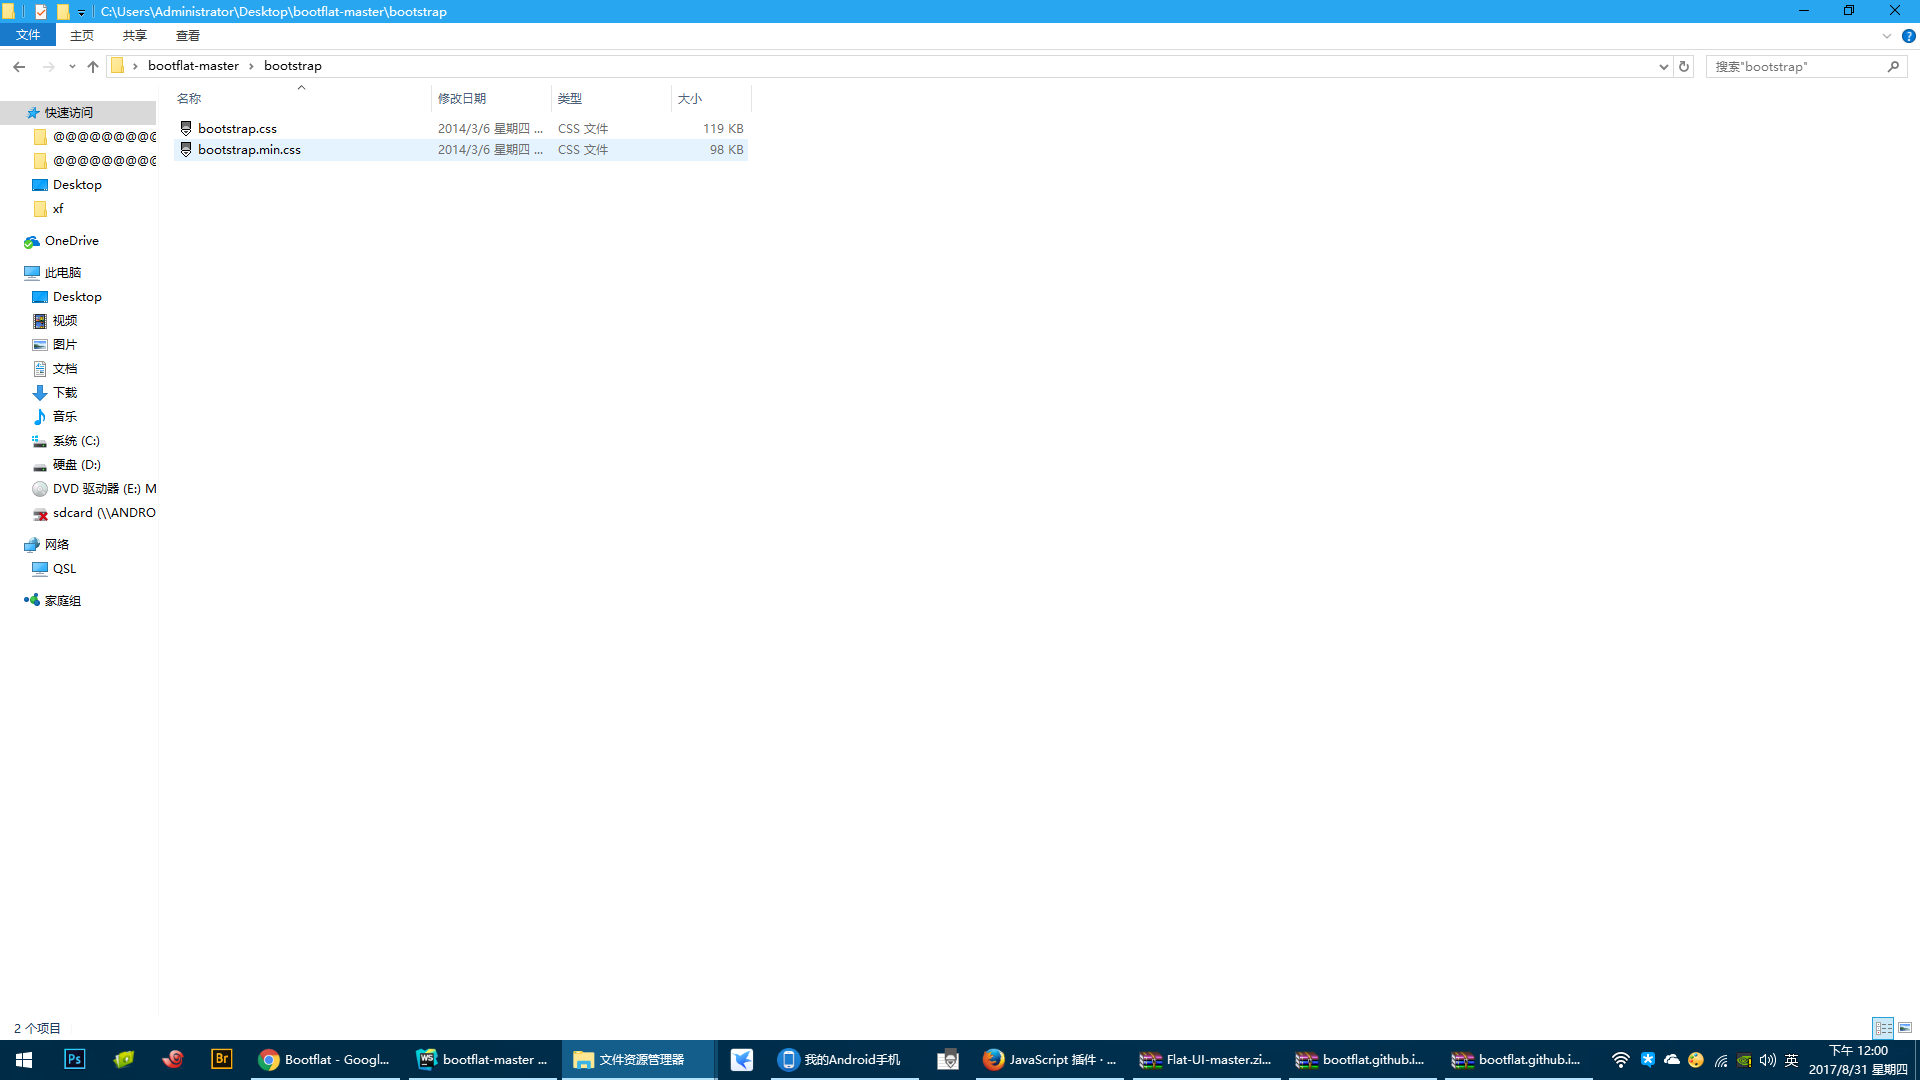 C:\Users\Administrator\Desktop\bootflat-master\bootstrap
文件 主页 共享 查看
bootflat-master bootstrap
搜索"bootstrap"
名称 修改日期 类型 大小
bootstrap.css 2014/3/6 星期四 ... CSS 文件 119 KB
bootstrap.min.css 2014/3/6 星期四 ... CSS 文件 98 KB
快速访问
@@@@@@@@@
@@@@@@@@@
Desktop
xf
OneDrive
此电脑
Desktop
视频
图片
文档
下载
音乐
系统 (C:)
硬盘 (D:)
DVD 驱动器 (E:) M
sdcard (\\ANDRO
网络
QSL
家庭组
2 个项目
Ps
Br
Bootflat - Googl...
WS
bootflat-master ...
文件资源管理器
我的Android手机
JavaScript 插件 · ...
Flat-UI-master.zi...
bootflat.github.i...
bootflat.github.i...
英
下午 12:00
2017/8/31 星期四